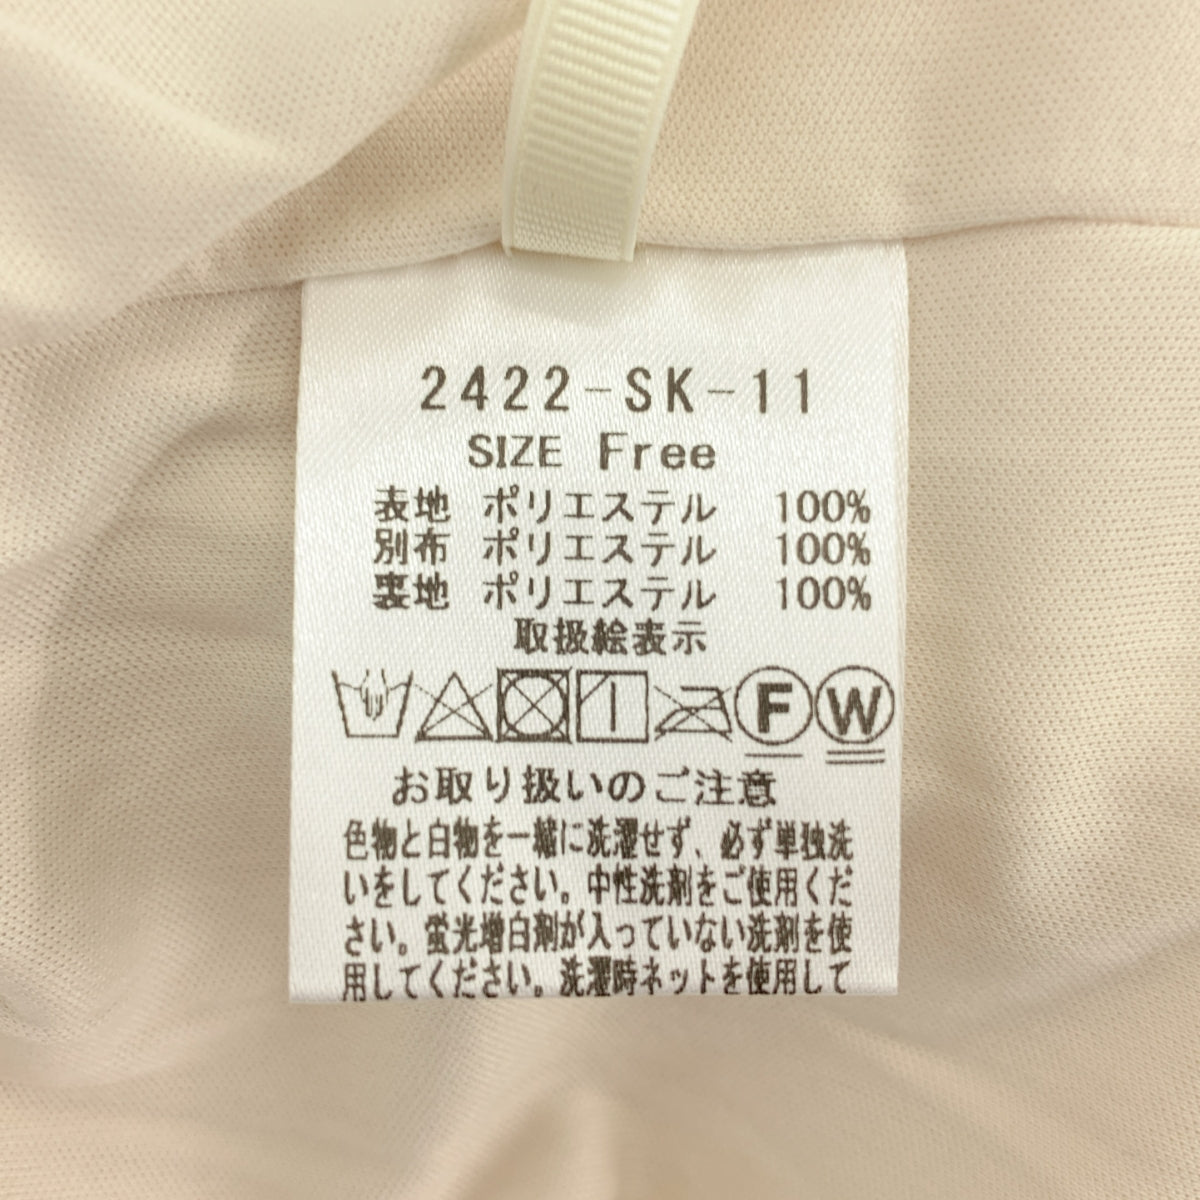 2422-SK-11
SIZE Free
表地 ポリエステル 100%
別布 ポリエステル 100%
裏地 ポリエステル 100%
取扱絵表示
F W
お取り扱いのご注意
色物と白物を一緒に洗濯せず、必ず単独洗
いをしてください。中性洗剤をご使用くだ
さい。蛍光増白剤が入っていない洗剤を使
用してください。洗濯時ネットを使用して